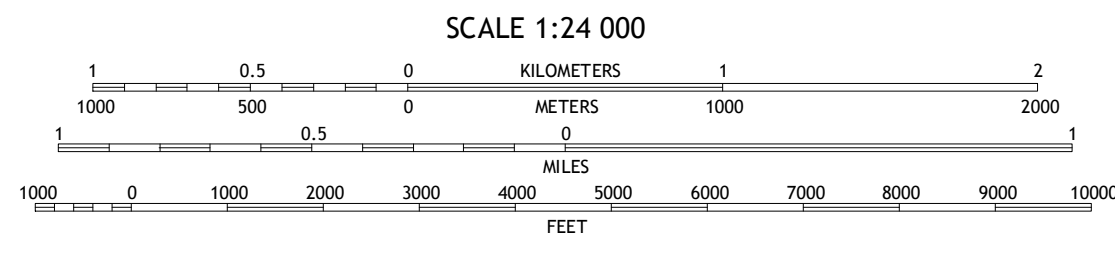 SCALE 1:24 000
1 0.5 0 KILOMETERS 1 2
1000 500 0 METERS 1000 2000
1 0.5 0 1
MILES
1000 0 1000 2000 3000 4000 5000 6000 7000 8000 9000 10000
FEET